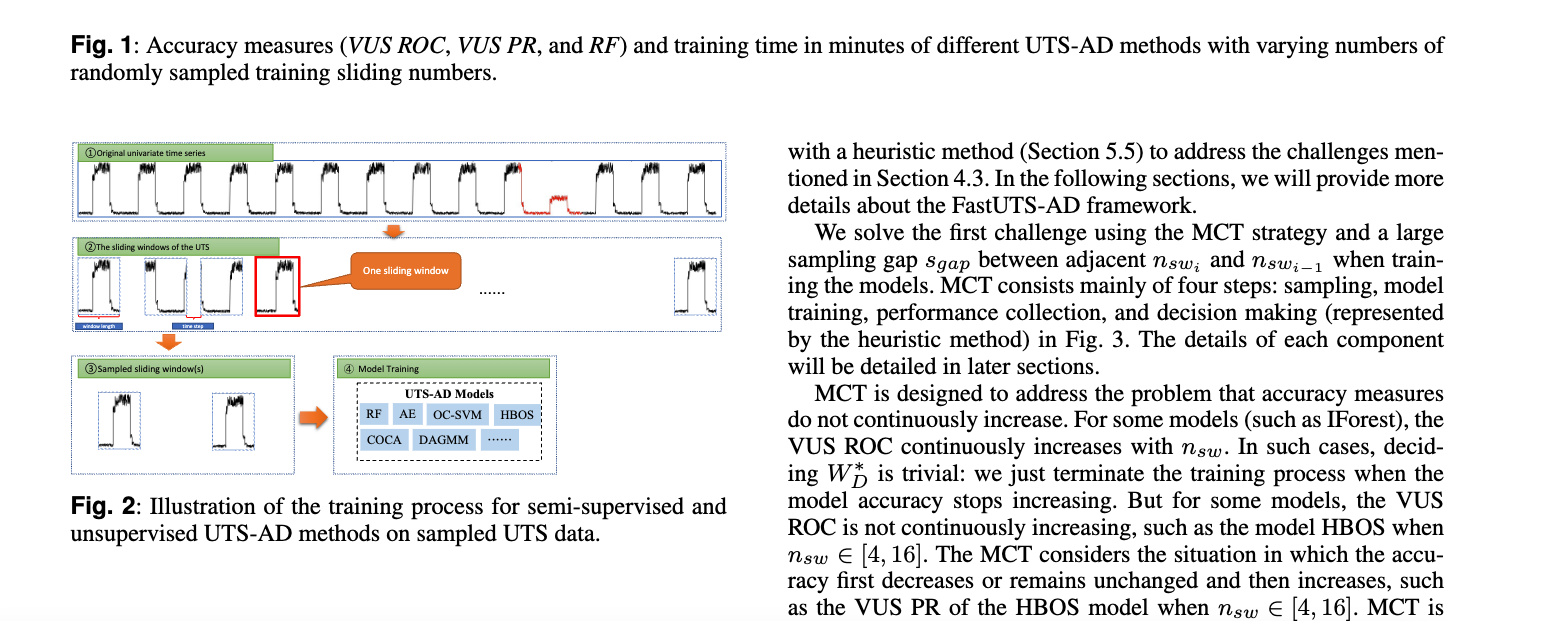 Fig. 1: Accuracy measures (VUS ROC, VUS PR, and RF) and training time in minutes of different UTS-AD methods with varying numbers of
randomly sampled training sliding numbers.
①Original univariate time series
②The sliding windows of the UTS
One sliding window
......
window length
time step
③Sampled sliding window(s)
④ Model Training
UTS-AD Models
RF AE OC-SVM HBOS
COCA DAGMM ······
Fig. 2: Illustration of the training process for semi-supervised and
unsupervised UTS-AD methods on sampled UTS data.
with a heuristic method (Section 5.5) to address the challenges men-
tioned in Section 4.3. In the following sections, we will provide more
details about the FastUTS-AD framework.
We solve the first challenge using the MCT strategy and a large
sampling gap s_gap between adjacent n_{sw_i} and n_{sw_{i-1}} when train-
ing the models. MCT consists mainly of four steps: sampling, model
training, performance collection, and decision making (represented
by the heuristic method) in Fig. 3. The details of each component
will be detailed in later sections.
MCT is designed to address the problem that accuracy measures
do not continuously increase. For some models (such as IForest), the
VUS ROC continuously increases with n_{sw}. In such cases, decid-
ing W*_D is trivial: we just terminate the training process when the
model accuracy stops increasing. But for some models, the VUS
ROC is not continuously increasing, such as the model HBOS when
n_{sw} ∈ [4, 16]. The MCT considers the situation in which the accu-
racy first decreases or remains unchanged and then increases, such
as the VUS PR of the HBOS model when n_{sw} ∈ [4, 16]. MCT is